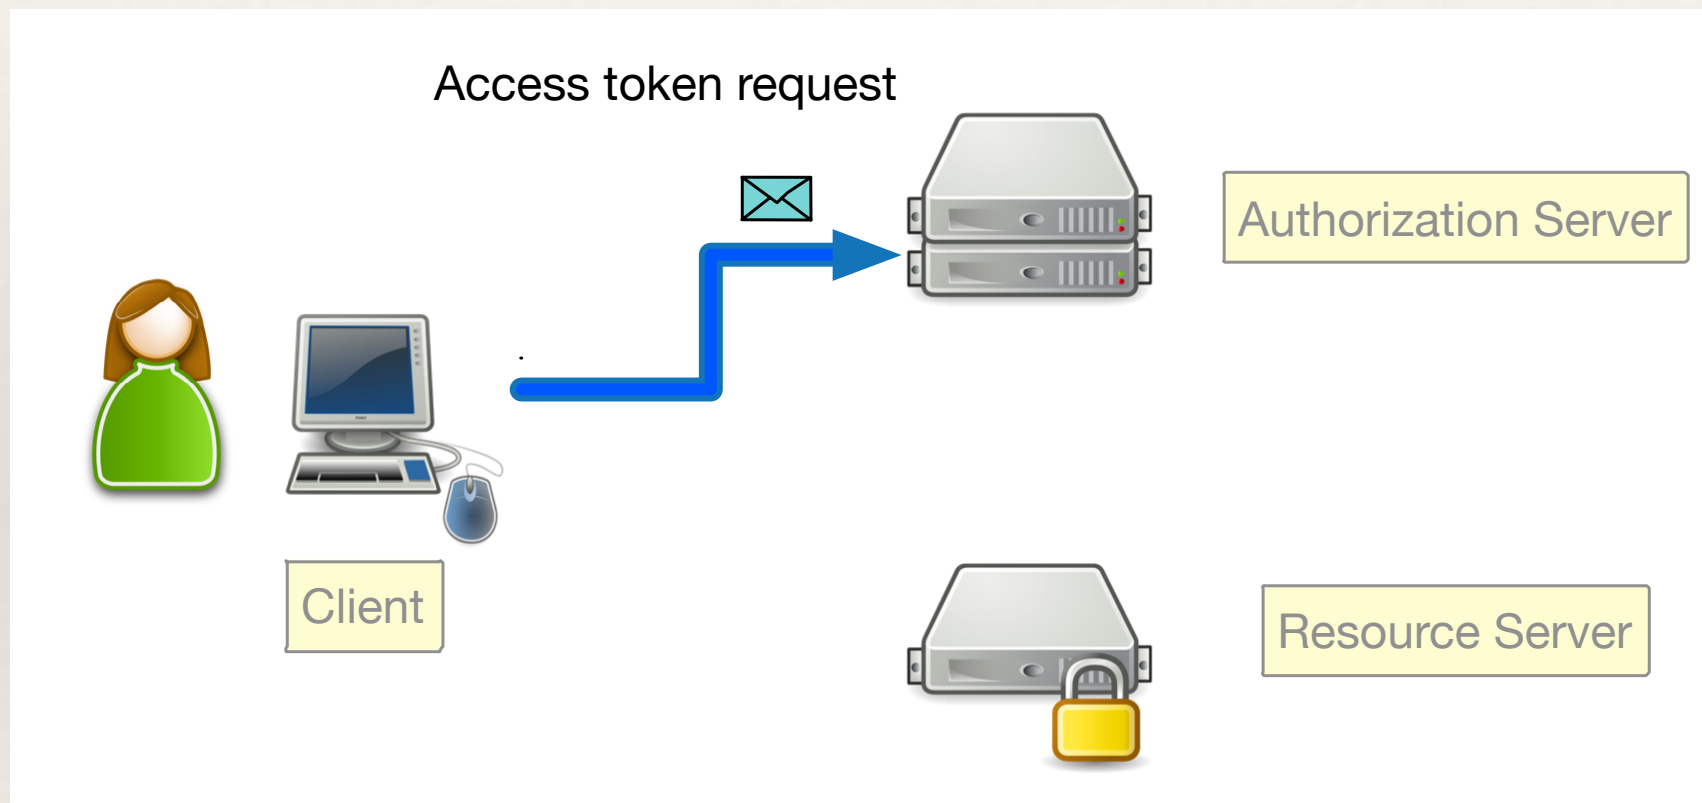 Access token request
Authorization Server
Client
Resource Server